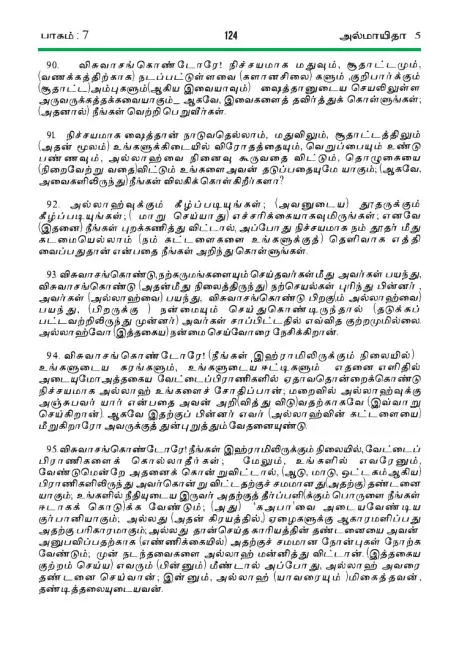 பாகம் : 7 124 அல்மாயிதா 5
90. விசுவாசங்கொண்டோரே! நிச்சயமாக மதுவும், சூதாட்டமும்,
(வணக்கத்திற்காக) நடப்பட்டுள்ளவை (களானசிலை) களும் ,குறிபார்க்கும்
(சூதாட்ட)அம்புகளும்(ஆகிய இவையாவும்) ஷைத்தானுடைய செயலிலுள்ள
அருவருக்கத்தக்கவையாகும்_ ஆகவே, இவைகளைத் தவிர்த்துக் கொள்ளுங்கள்;
(அதனால்) நீங்கள் வெற்றி பெறுவீர்கள்.
91 நிச்சயமாக ஷைத்தான் நாடுவதெல்லாம், மதுவிலும், சூதாட்டத்திலும்
(அதன் மூலம்) உங்களுக்கிடையில் விரோதத்தையும், வெறுப்பையும் உண்டு
பண்ணவும், அல்லாஹ்வை நினைவு கூருவதை விட்டும், தொழுகையை
(நிறைவேற்று வதை)விட்டும் உங்களைஅவன் தடுப்பதையுமே யாகும்;(ஆகவே,
அவைகளிலிருந்து)நீங்கள் விலகிக்கொள்கிறீர்களா?
92. அல்லாஹ்வுக்கும் கீழ்ப்படியுங்கள்; (அவனுடைய) தூதருக்கும்
கீழ்ப்படியுங்கள்;( மாறு செய்யாது) எச்சரிக்கையாகவுமிருங்கள்; எனவே
(இதனை) நீங்கள் புறக்கணித்து விட்டால்,அப்போது நிச்சயமாக நம் தூதர் மீது
கடமையெல்லாம் (நம் கட்டளைகளை உங்களுக்குத்) தெளிவாக எத்தி
வைப்பதுதான் என்பதை நீங்கள் அறிந்து கொள்ளுங்கள்.
93 விசுவாசங்கொண்டு,நற்கருமங்களையும் செய்தவர்கள்மீது அவர்கள் பயந்து,
விசுவாசங்கொண்டு (அதன்மீது நிலைத்திருந்து) நற்செயல்கள் புரிந்து பின்னர் ,
அவர்கள் (அல்லாஹ்வை) பயந்து, விசுவாசங்கொண்டு பிறகும் அல்லாஹ்வை)
பயந்து, (பிறருக்கு ) நன்மையும் செய்துகொண்டிருந்தால் (தடுக்கப்
பட்டவற்றிலிருந்து முன்னர்) அவர்கள் சாப்பிட்டதில் எவ்வித குற்றமுமில்லை.
அல்லாஹ்வோ (இத்தகைய)நன்மைசெய்வோரை நேசிக்கிறான்.
94. விசுவாசங்கொண்டோரே! (நீங்கள் இஹ்ராமிலிருக்கும் நிலையில்)
உங்களுடைய கரங்களும், உங்களுடைய ஈட்டிகளும் எதனை எளிதில்
அடையுமோஅத்தகைய வேட்டைப்பிராணிகளில் ஏதாவதொன்றைக்கொண்டு
நிச்சயமாக அல்லாஹ் உங்களைச் சோதிப்பான்; மறைவில் அல்லாஹ்வுக்கு
அஞ்சுபவர் யார் என்பதை அவன் அறிவித்து விடுவதற்காகவே (இவ்வாறு
செய்கிறான்). ஆகவே இதற்குப் பின்னர் எவர் (அல்லாஹ்வின் கட்டளையை)
மீறுகிறாரோ அவருக்குத் துன்புறுத்தும் வேதனையுண்டு.
95.விசுவாசங்கொண்டோரே! நீங்கள் இஹ்ராமிலிருக்கும் நிலையில்,வேட்டைப்
பிராணிகளைக் கொல்லாதீர்கள்; மேலும், உங்களில் எவரேனும்,
வேண்டுமென்றே அதனைக் கொன்றுவிட்டால், (ஆடு, மாடு, ஒட்டகம்ஆகிய)
பிராணிகளிலிருந்து அவர்கொன்று விட்டதற்குச் சமமானது(அதற்கு) தண்டனை
யாகும்; உங்களில் நீதியுடைய இருவர் அதற்குத் தீர்ப்பளி(க்கும் பொருளை நீங்கள்
ஈடாகக் கொடு)க்க வேண்டும்; (அது) 'கஅபாவை அடையவேண்டிய
குர்பானியாகும்; அல்லது (அதன் கிரயத்தில்), ஏழைகளுக்கு ஆகாரமளிப்பது
அதற்கு பரிகாரமாகும்;அல்லது தான்செய்தகாரியத்தின் தண்டனையை அவன்
அனுபவிப்பதற்காக (எண்ணிக்கையில்) அதற்குச் சமமான நோன்புகள் நோற்க
வேண்டும்; முன் நடந்தவைகளை அல்லாஹ் மன்னித்து விட்டான். (இத்தகைய
குற்றம் செய்ய) எவரும் (பின்னும்) மீண்டால் அப்போது, அல்லாஹ் அவரை
தண்டனை செய்வான்; இன்னும், அல்லாஹ் (யாவரையும் )மிகைத்தவன்,
தண்டித்தலையுடையவன்.